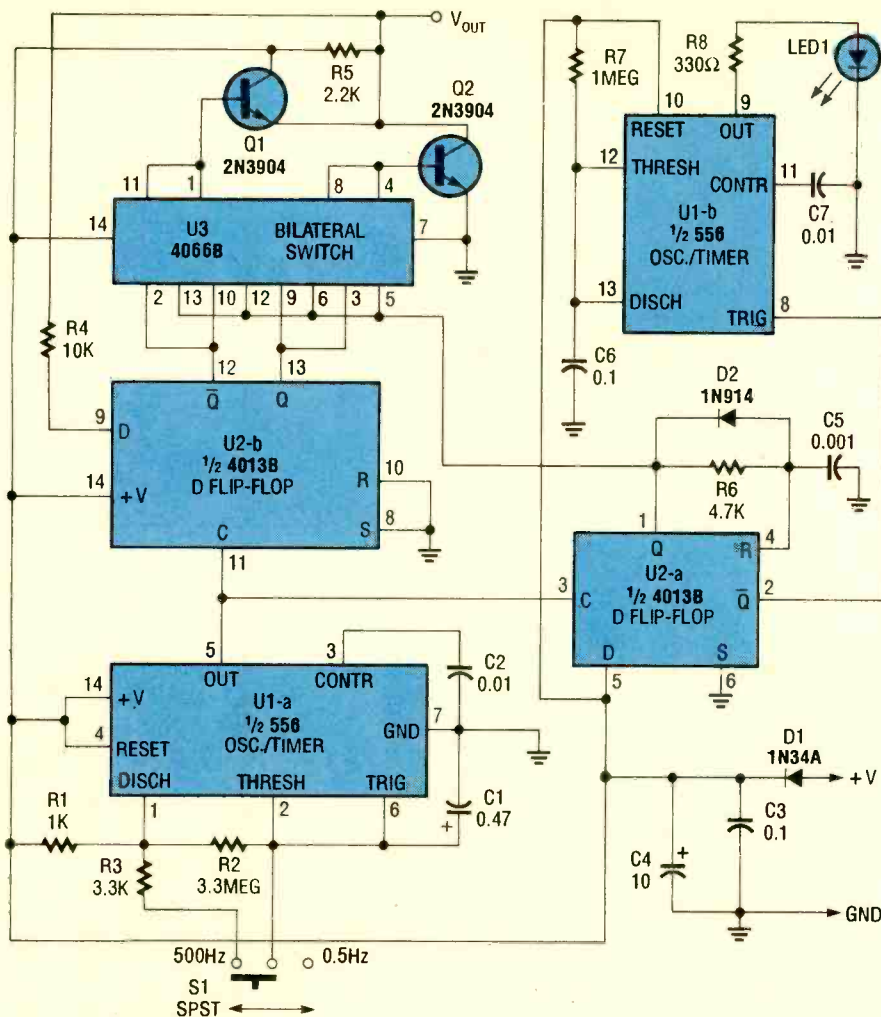 V_OUT
R5
2.2K
Q1
2N3904
Q2
2N3904
11
1
8
4
14
U3
4066B
BILATERAL
SWITCH
7
2
13
10
12
9
6
3
5
R4
10K
12
13
Q̅
Q
9
D
U2-b
½ 4013B
D FLIP-FLOP
14
+V
R
10
S
8
C
11
5
3
OUT
CONTR
C2
0.01
14
+V
U1-a
½ 556
OSC./TIMER
4
RESET
GND
7
DISCH
THRESH
TRIG
1
2
6
C1
0.47
+
R1
1K
R3
3.3K
R2
3.3MEG
500Hz
0.5Hz
S1
SPST
R7
1MEG
R8
330Ω
LED1
10
9
RESET
OUT
12
THRESH
CONTR
11
C7
0.01
U1-b
½ 556
OSC./TIMER
13
DISCH
TRIG
8
C6
0.1
D2
1N914
C5
0.001
R6
4.7K
1
Q
4
R
3
C
U2-a
½ 4013B
D FLIP-FLOP
Q̅
2
D
S
5
6
D1
1N34A
+V
C3
0.1
C4
10
+
GND